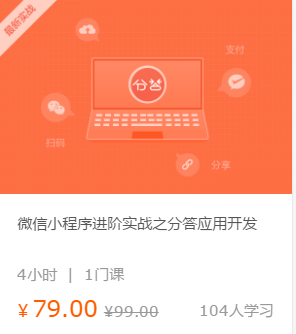 最新实战
支付
分答
扫码
分享
微信小程序进阶实战之分答应用开发
4小时 | 1门课
￥79.00 ￥99.00 104人学习